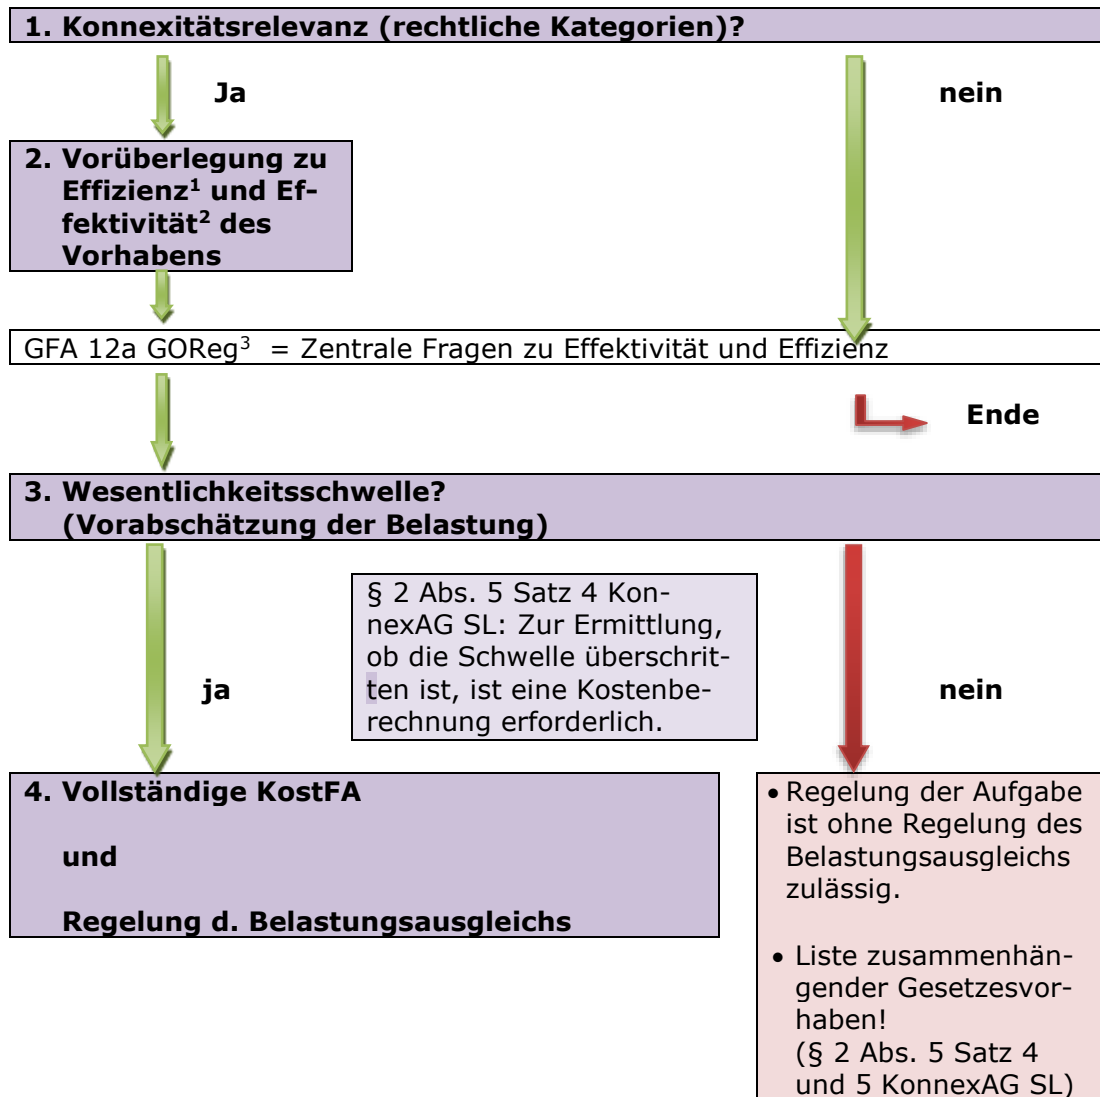 1. Konnexitätsrelevanz (rechtliche Kategorien)?
Ja
nein
2. Vorüberlegung zu
Effizienz¹ und Ef-
fektivität² des
Vorhabens
GFA 12a GOReg³ = Zentrale Fragen zu Effektivität und Effizienz
Ende
3. Wesentlichkeitsschwelle?
(Vorabschätzung der Belastung)
§ 2 Abs. 5 Satz 4 Kon-
nexAG SL: Zur Ermittlung,
ob die Schwelle überschrit-
ten ist, ist eine Kostenbe-
rechnung erforderlich.
ja
nein
4. Vollständige KostFA
und
Regelung d. Belastungsausgleichs
• Regelung der Aufgabe
ist ohne Regelung des
Belastungsausgleichs
zulässig.
• Liste zusammenhän-
gender Gesetzesvor-
haben!
(§ 2 Abs. 5 Satz 4
und 5 KonnexAG SL)